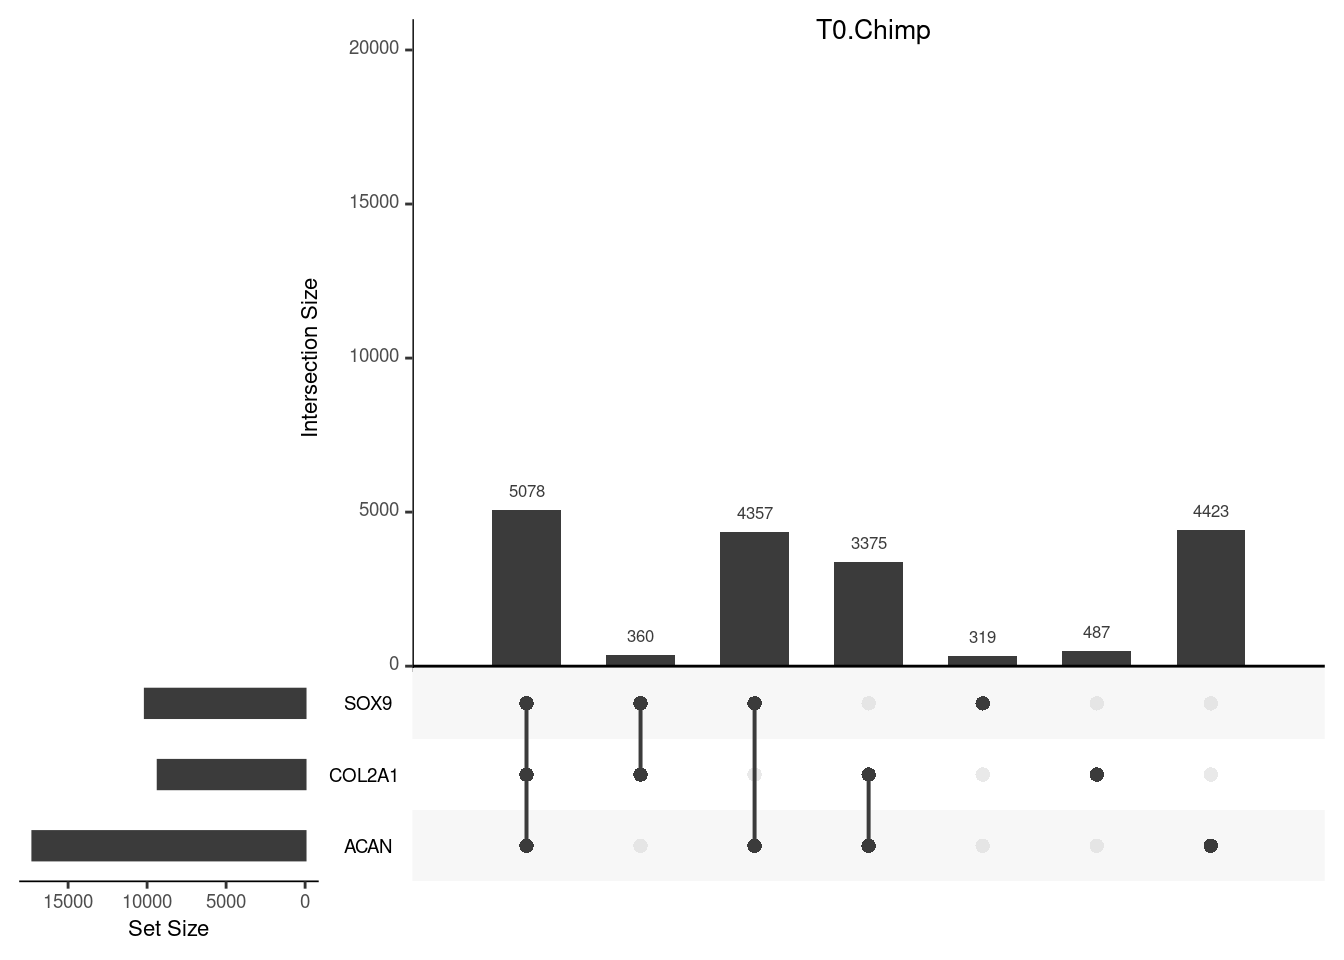 T0.Chimp
20000
15000
10000
5000
0
Intersection Size
5078
360
4357
3375
319
487
4423
SOX9
COL2A1
ACAN
15000 10000 5000 0
Set Size